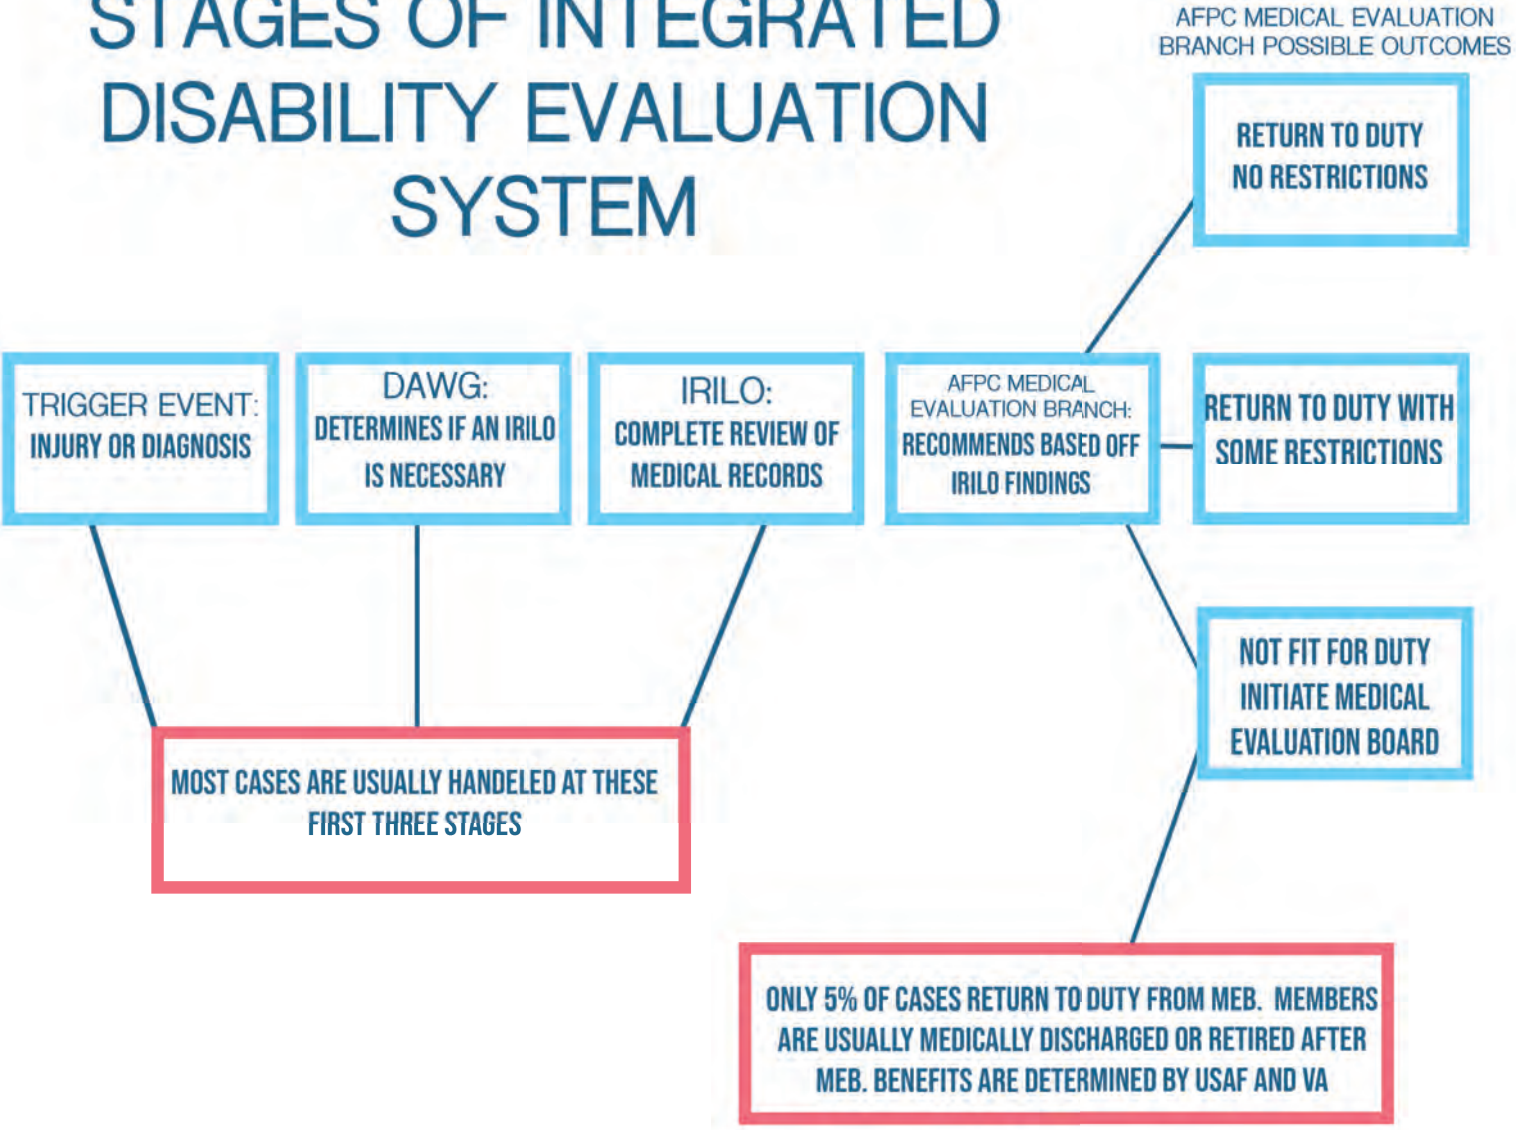 STAGES OF INTEGRATED
DISABILITY EVALUATION
SYSTEM
AFPC MEDICAL EVALUATION
BRANCH POSSIBLE OUTCOMES
RETURN TO DUTY
NO RESTRICTIONS
TRIGGER EVENT:
INJURY OR DIAGNOSIS
DAWG:
DETERMINES IF AN IRILO
IS NECESSARY
IRILO:
COMPLETE REVIEW OF
MEDICAL RECORDS
AFPC MEDICAL
EVALUATION BRANCH:
RECOMMENDS BASED OFF
IRILO FINDINGS
RETURN TO DUTY WITH
SOME RESTRICTIONS
NOT FIT FOR DUTY
INITIATE MEDICAL
EVALUATION BOARD
MOST CASES ARE USUALLY HANDELED AT THESE
FIRST THREE STAGES
ONLY 5% OF CASES RETURN TO DUTY FROM MEB. MEMBERS
ARE USUALLY MEDICALLY DISCHARGED OR RETIRED AFTER
MEB. BENEFITS ARE DETERMINED BY USAF AND VA